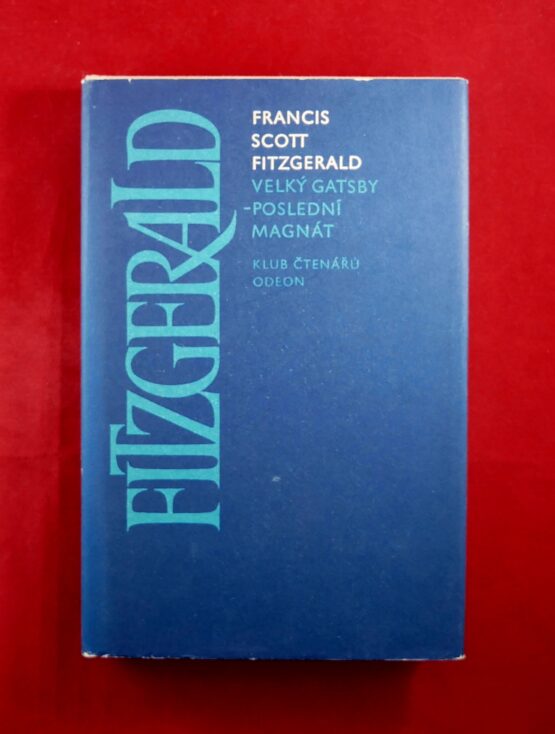 FITZGERALD
FRANCIS
SCOTT
FITZGERALD
VELKÝ GATSBY
-POSLEDNÍ
MAGNÁT
KLUB ČTENÁŘŮ
ODEON